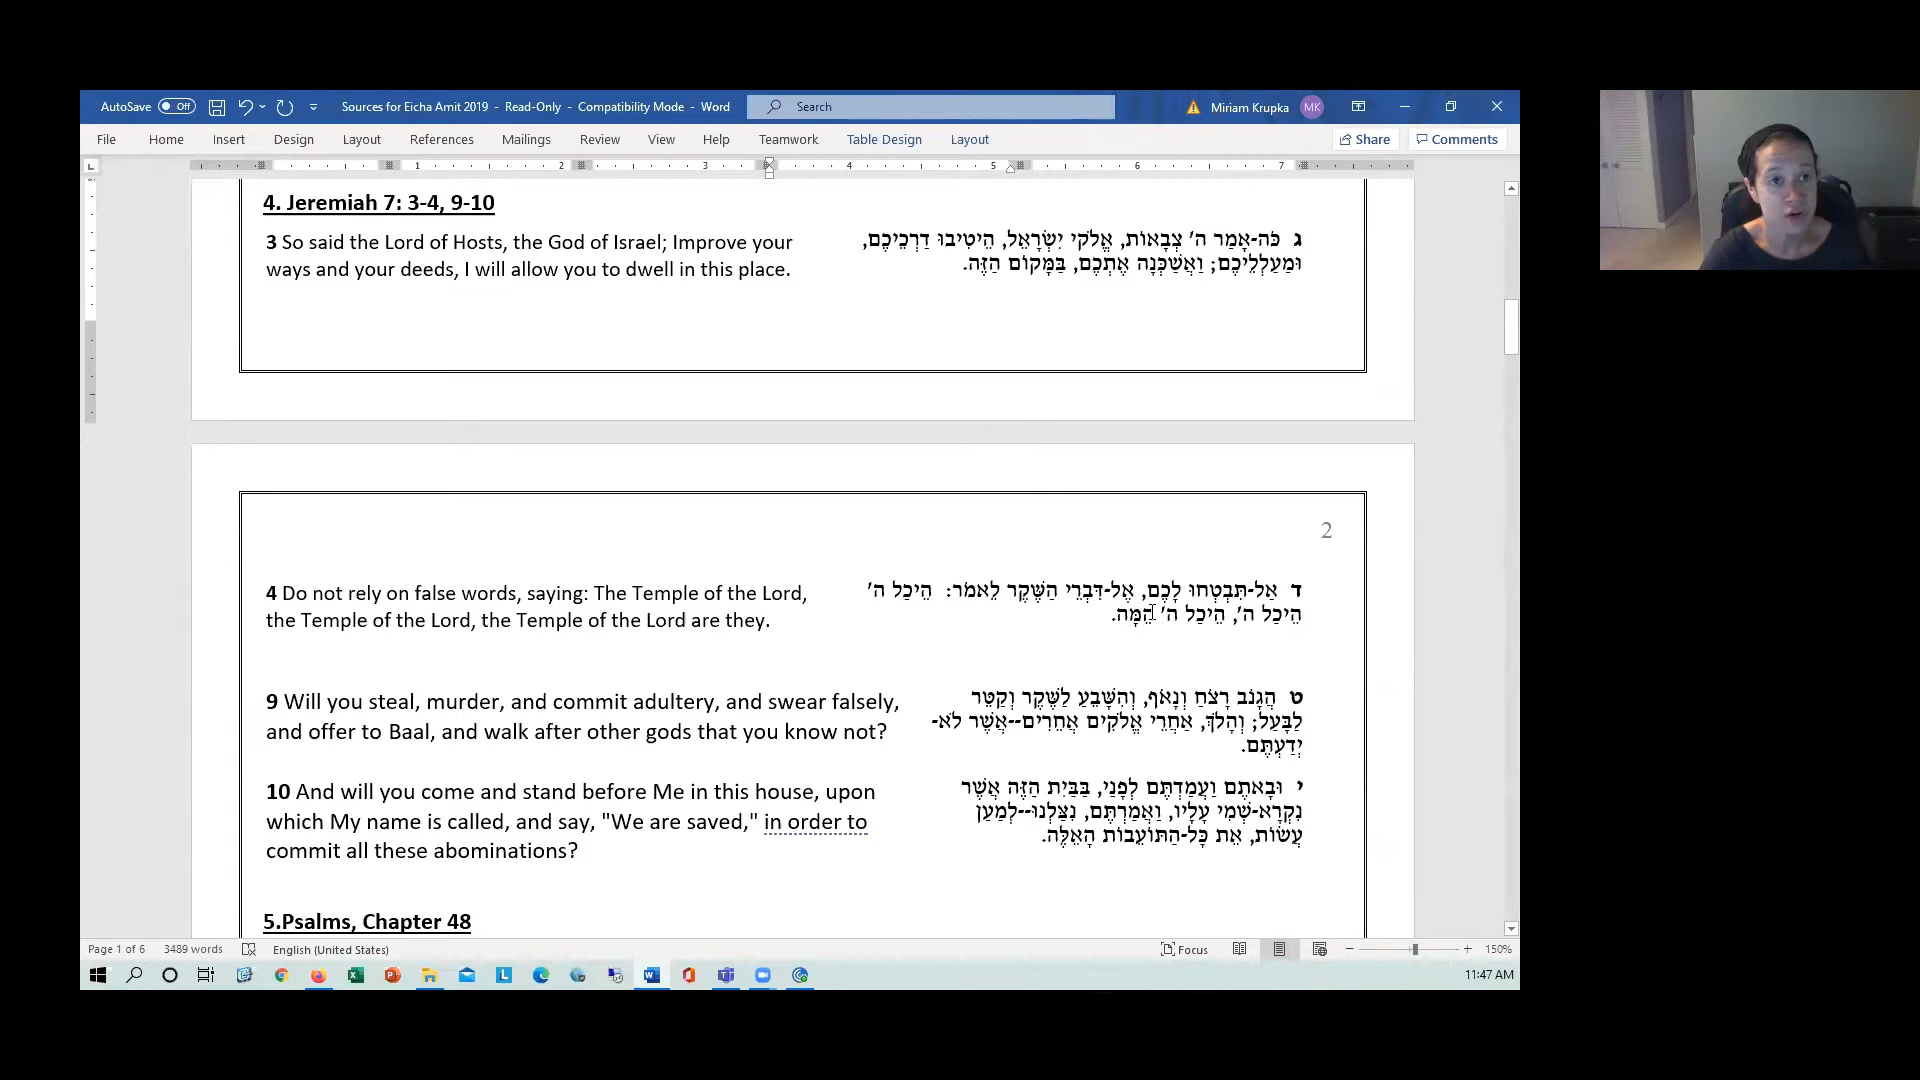 AutoSave Off Sources for Eicha Amit 2019 - Read-Only - Compatibility Mode - Word Search Miriam Krupka MK
File Home Insert Design Layout References Mailings Review View Help Teamwork Table Design Layout Share Comments
1 2 3 4 5 6 7
4. Jeremiah 7: 3-4, 9-10
3 So said the Lord of Hosts, the God of Israel; Improve your
ways and your deeds, I will allow you to dwell in this place.
ג כֹּה-אָמַר ה' צְבָאוֹת, אֱלֹקֵי יִשְׂרָאֵל, הֵיטִיבוּ דַרְכֵיכֶם,
וּמַעַלְלֵיכֶם; וַאֲשַׁכְּנָה אֶתְכֶם, בַּמָּקוֹם הַזֶּה.
2
4 Do not rely on false words, saying: The Temple of the Lord,
the Temple of the Lord, the Temple of the Lord are they.
ד אַל-תִּבְטְחוּ לָכֶם, אֶל-דִּבְרֵי הַשֶּׁקֶר לֵאמֹר: הֵיכַל ה'
הֵיכַל ה', הֵיכַל ה' הֵמָּה.
9 Will you steal, murder, and commit adultery, and swear falsely,
and offer to Baal, and walk after other gods that you know not?
ט הֲגָנֹב רָצֹחַ וְנָאֹף, וְהִשָּׁבֵעַ לַשֶּׁקֶר וְקַטֵּר
לַבָּעַל; וְהָלֹךְ, אַחֲרֵי אֱלֹקִים אֲחֵרִים--אֲשֶׁר לֹא-
יְדַעְתֶּם.
10 And will you come and stand before Me in this house, upon
which My name is called, and say, "We are saved," in order to
commit all these abominations?
י וּבָאתֶם וַעֲמַדְתֶּם לְפָנַי, בַּבַּיִת הַזֶּה אֲשֶׁר
נִקְרָא-שְׁמִי עָלָיו, וַאֲמַרְתֶּם, נִצַּלְנוּ--לְמַעַן
עֲשׂוֹת, אֵת כָּל-הַתּוֹעֵבוֹת הָאֵלֶּה.
5.Psalms, Chapter 48
Page 1 of 6 3489 words English (United States) Focus 150%
11:47 AM